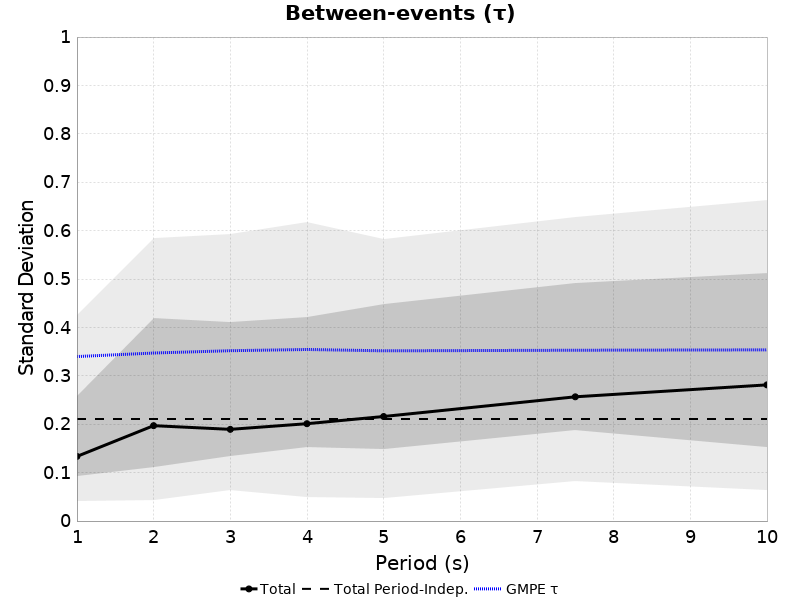 Between-events (τ)
Standard Deviation
1
0.9
0.8
0.7
0.6
0.5
0.4
0.3
0.2
0.1
0
1 2 3 4 5 6 7 8 9 10
Period (s)
Total Total Period-Indep. GMPE τ